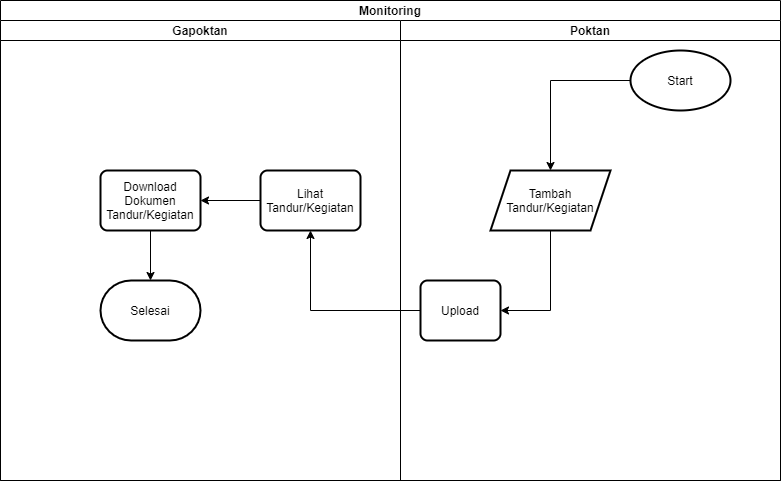 Monitoring
Gapoktan
Poktan
Start
Download
Dokumen
Tandur/Kegiatan
Lihat
Tandur/Kegiatan
Tambah
Tandur/Kegiatan
Selesai
Upload